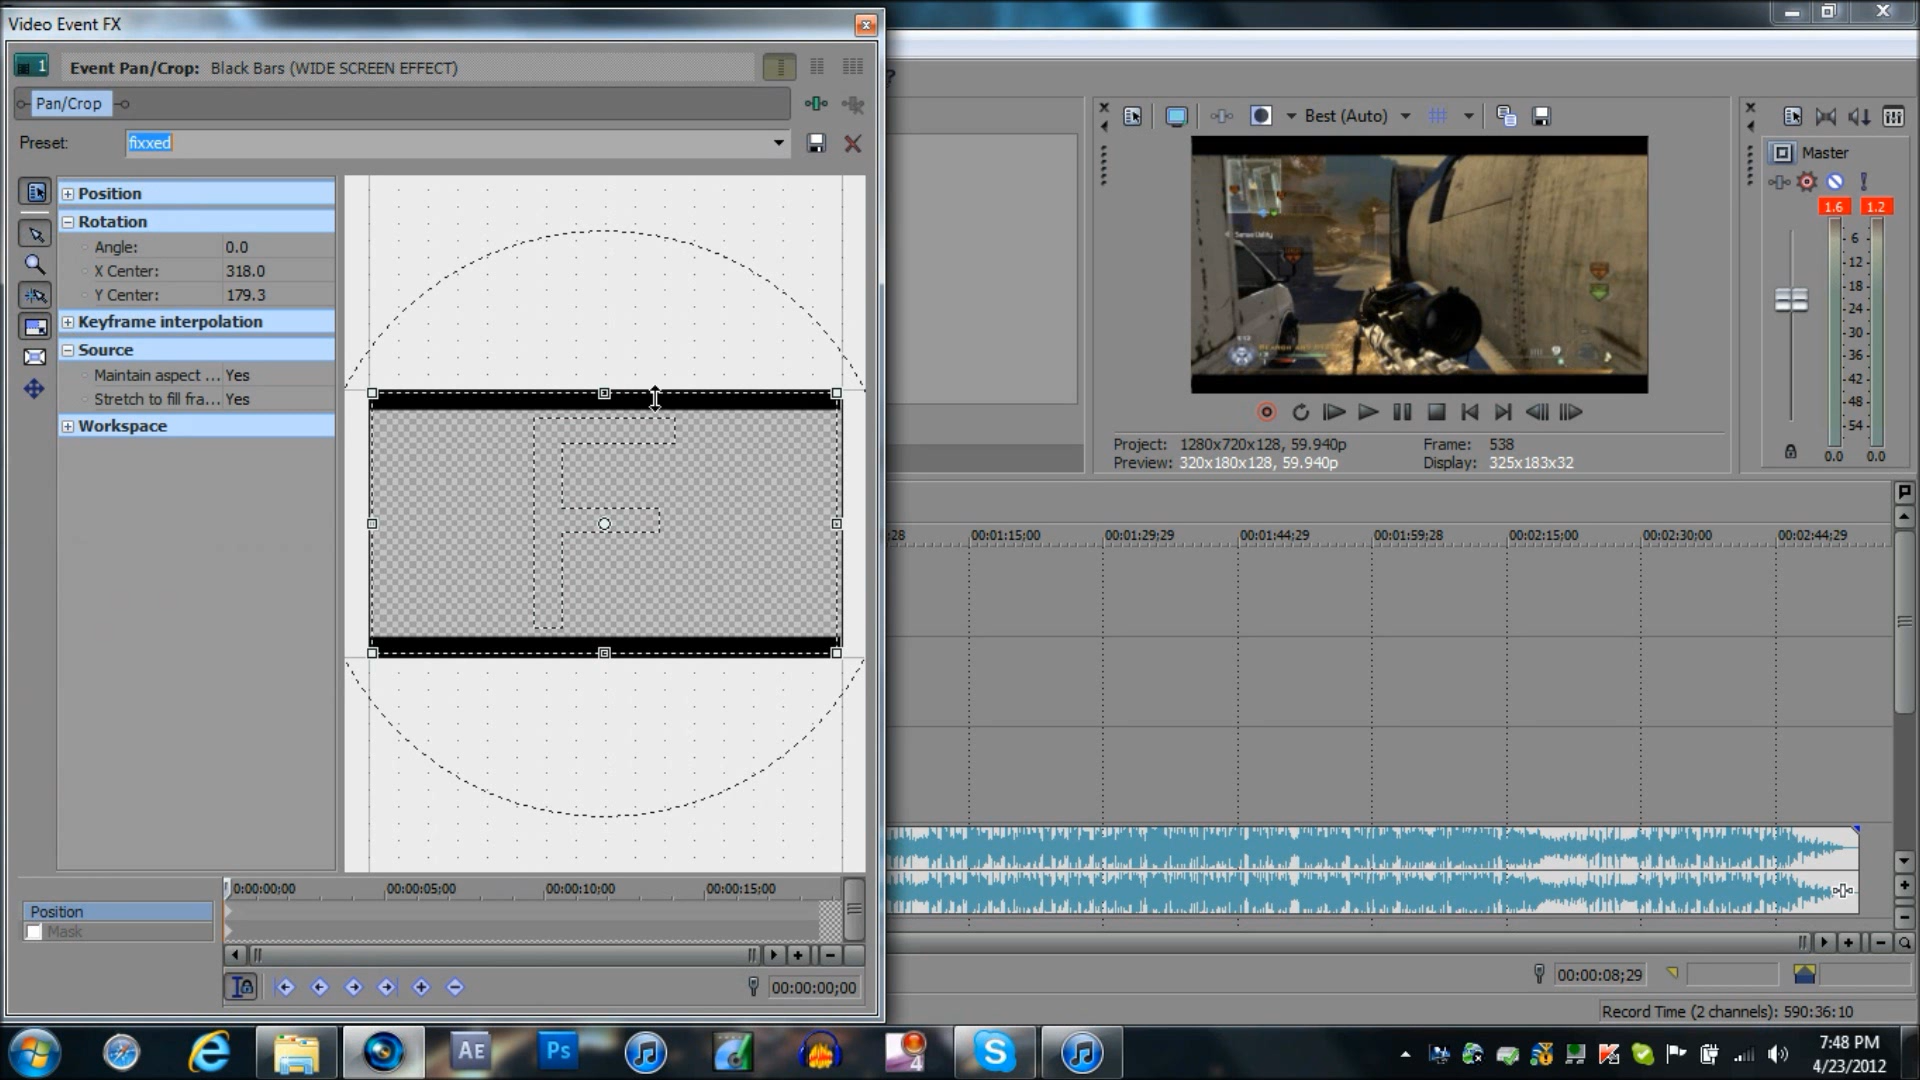 Video Event FX
1
Event Pan/Crop: Black Bars (WIDE SCREEN EFFECT)
Pan/Crop
Preset: fixxed
Position
Rotation
Angle: 0.0
X Center: 318.0
Y Center: 179.3
Keyframe interpolation
Source
Maintain aspect ... Yes
Stretch to fill fra... Yes
Workspace
0:00:00:00 00:00:05;00 00:00:10;00 00:00:15;00
Position
Mask
00:00:00;00
?
Best (Auto)
Project: 1280x720x128, 59.940p Frame: 538
Preview: 320x180x128, 59.940p Display: 325x183x32
Master
1.6 1.2
6
12
18
24
30
36
42
48
54
0.0 0.0
:28 00:01:15;00 00:01:29;29 00:01:44;29 00:01:59;28 00:02:15;00 00:02:30;00 00:02:44;29
00:00:08;29
Record Time (2 channels): 590:36:10
AE Ps 4 S
7:48 PM
4/23/2012